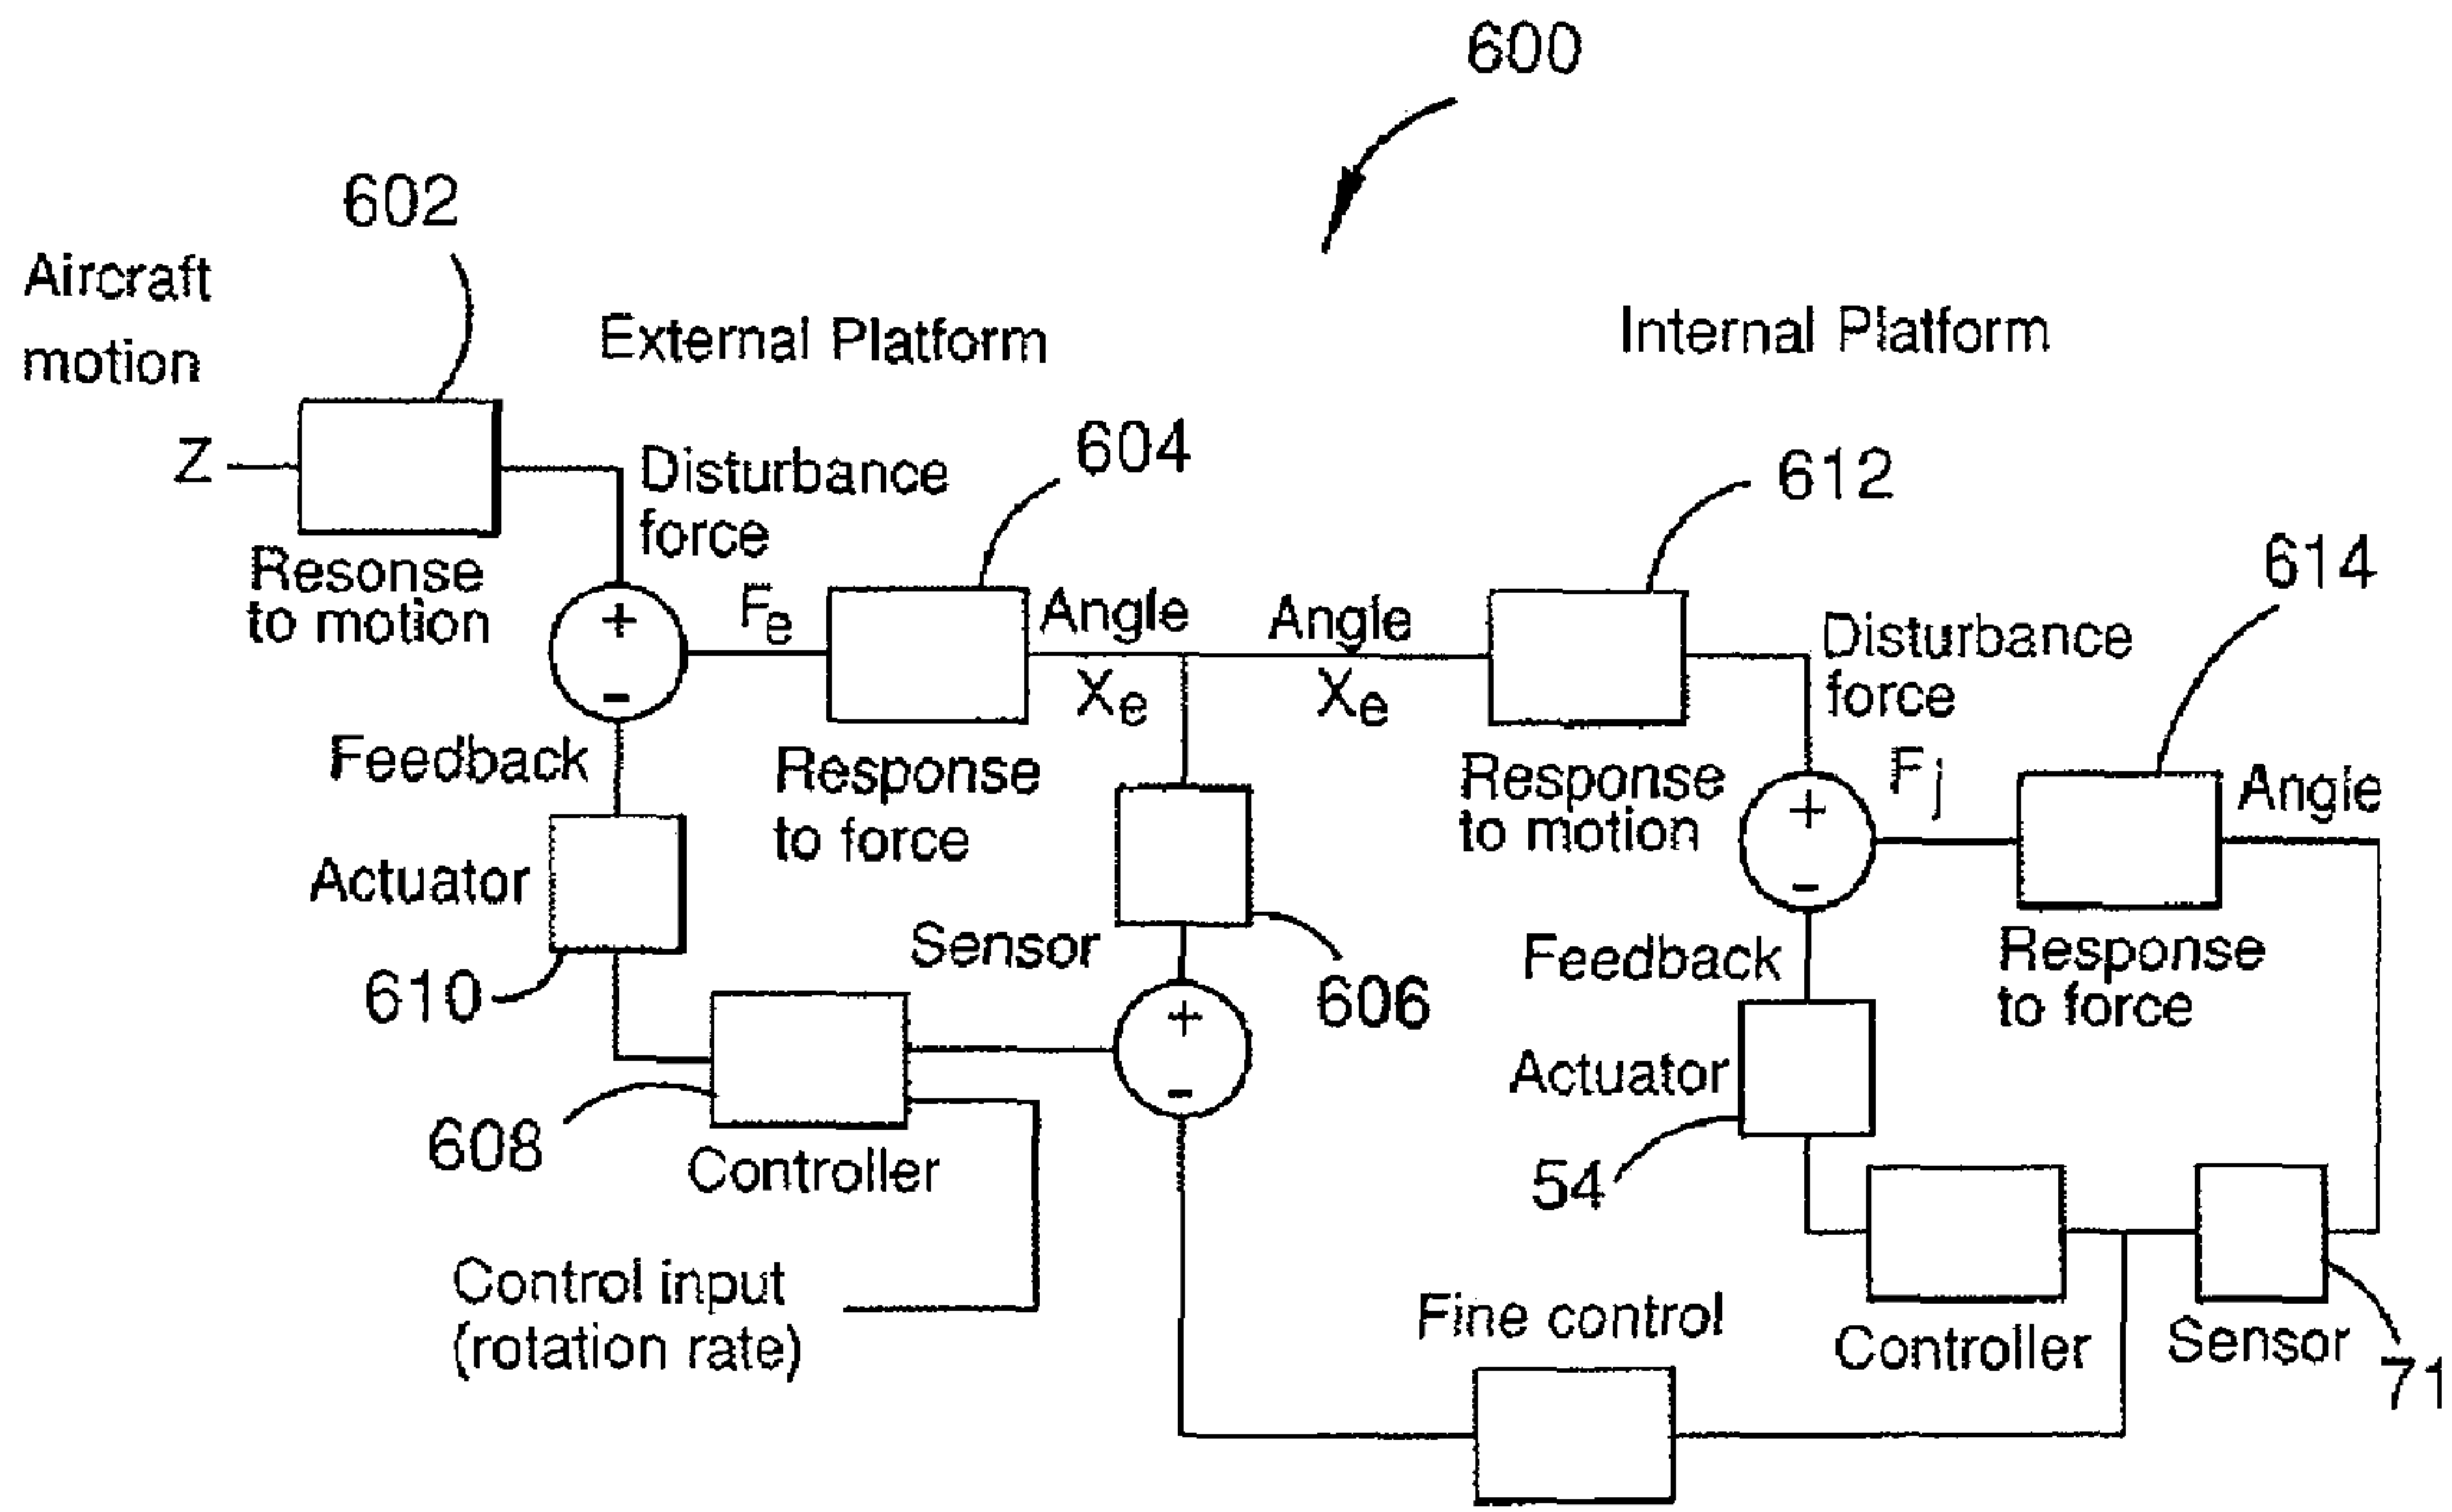 600
602
Aircraft
motion
External Platform
Internal Platform
Z
Disturbance
force
604
612
614
Resonse
to motion
+
-
Fe
Angle
Xe
Angle
Xe
Disturbance
force
Feedback
Response
to force
Response
to motion
+
-
Fj
Angle
Actuator
Sensor
606
Feedback
Response
to force
610
+
-
Actuator
608
Controller
54
Control input
(rotation rate)
Fine control
Controller
Sensor
71